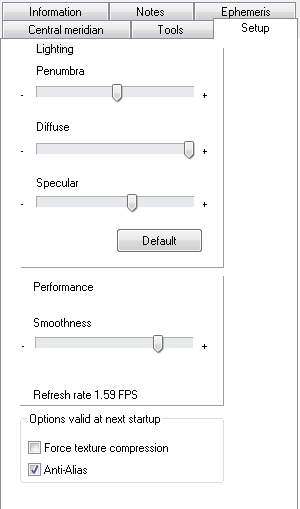 Information Notes Ephemeris
Central meridian Tools Setup
Lighting
Penumbra
- +
Diffuse
- +
Specular
- +
Default
Performance
Smoothness
- +
Refresh rate 1.59 FPS
Options valid at next startup
Force texture compression
Anti-Alias